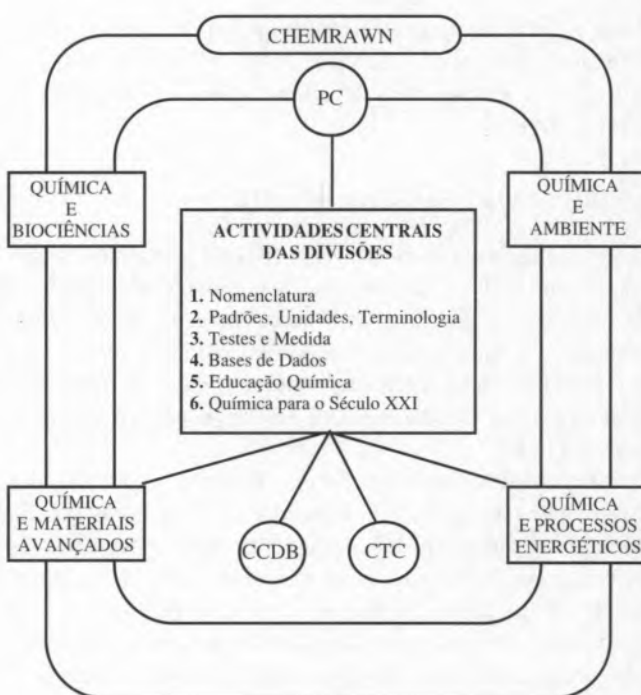 CHEMRAWN
PC
QUÍMICA
E
BIOCIÊNCIAS
QUÍMICA
E
AMBIENTE
ACTIVIDADES CENTRAIS
DAS DIVISÕES
1. Nomenclatura
2. Padrões, Unidades, Terminologia
3. Testes e Medida
4. Bases de Dados
5. Educação Química
6. Química para o Século XXI
QUÍMICA
E MATERIAIS
AVANÇADOS
CCDB
CTC
QUÍMICA
E PROCESSOS
ENERGÉTICOS